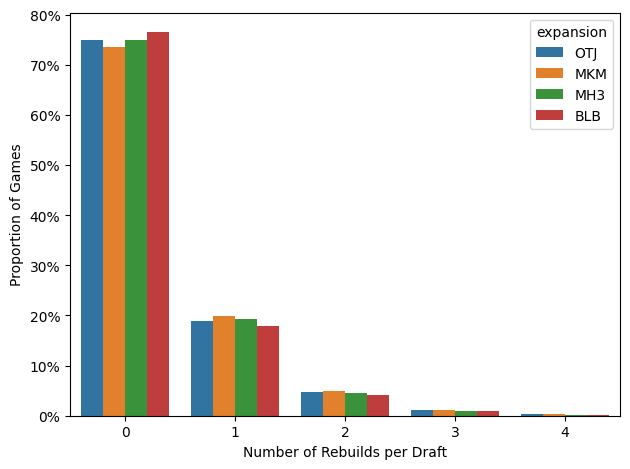 80%
70%
60%
50%
40%
30%
20%
10%
0%
Proportion of Games
expansion
OTJ
MKM
MH3
BLB
0 1 2 3 4
Number of Rebuilds per Draft